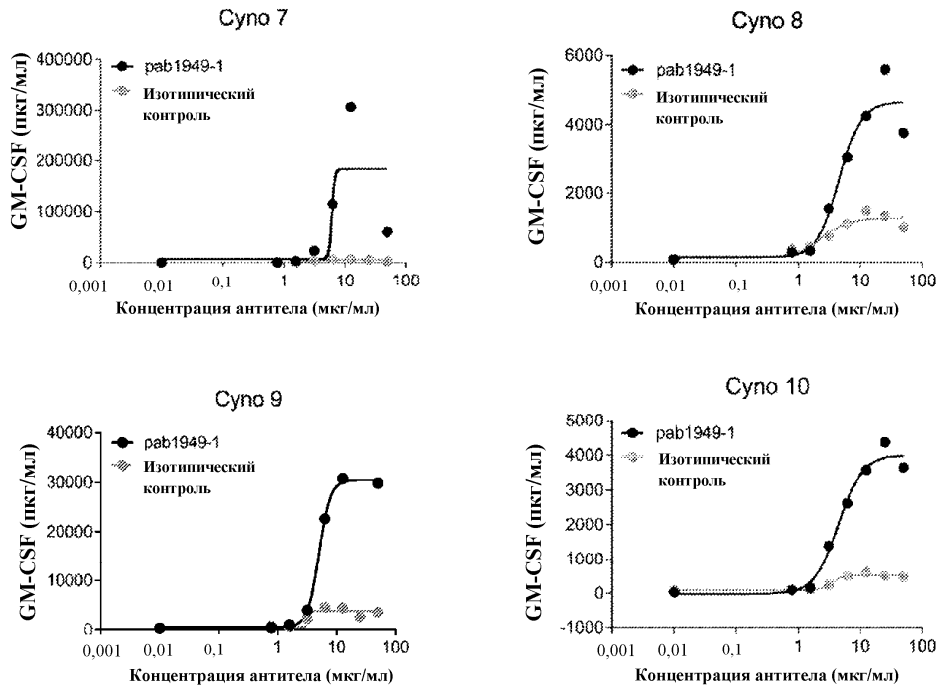 Cyno 7
GM-CSF (пкг/мл)
400000
300000
200000
100000
0
pab1949-1
Изотипический
контроль
0,001 0,01 0,1 1 10 100
Концентрация антитела (мкг/мл)
Cyno 8
GM-CSF (пкг/мл)
6000
4000
2000
0
pab1949-1
Изотипический
контроль
0,001 0,01 0,1 1 10 100
Концентрация антитела (мкг/мл)
Cyno 9
GM-CSF (пкг/мл)
40000
30000
20000
10000
0
pab1949-1
Изотипический
контроль
0,001 0,01 0,1 1 10 100
Концентрация антитела (мкг/мл)
Cyno 10
GM-CSF (пкг/мл)
5000
4000
3000
2000
1000
0
-1000
pab1949-1
Изотипический
контроль
0,001 0,01 0,1 1 10 100
Концентрация антитела (мкг/мл)